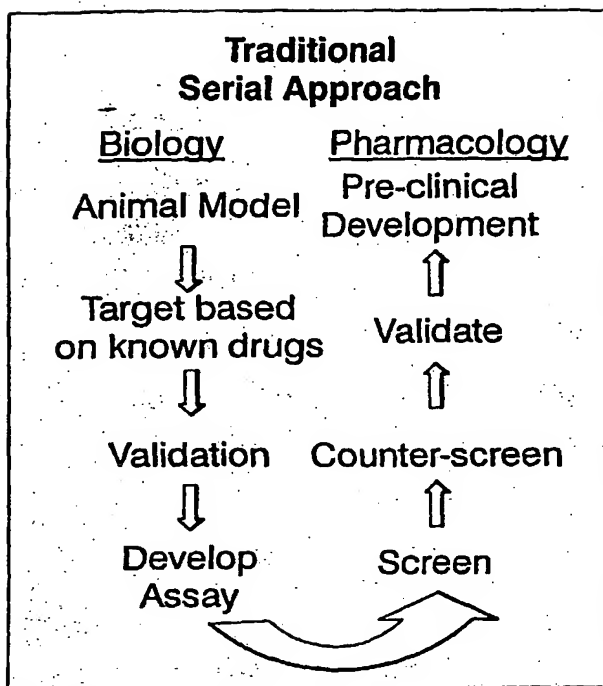 Traditional
Serial Approach
Biology
Animal Model
Target based
on known drugs
Validation
Develop
Assay
Pharmacology
Pre-clinical
Development
Validate
Counter-screen
Screen